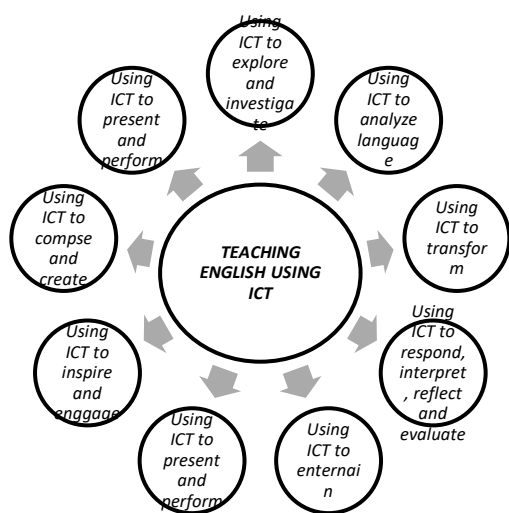 Using
ICT to
explore
and
investiga
te
Using
ICT to
analyze
languag
e
Using
ICT to
transfor
m
Using
ICT to
respond,
interpret
, reflect
and
evaluate
Using
ICT to
enternai
n
Using
ICT to
present
and
perform
Using
ICT to
inspire
and
enggage
Using
ICT to
compse
and
create
Using
ICT to
present
and
perform
TEACHING
ENGLISH USING
ICT